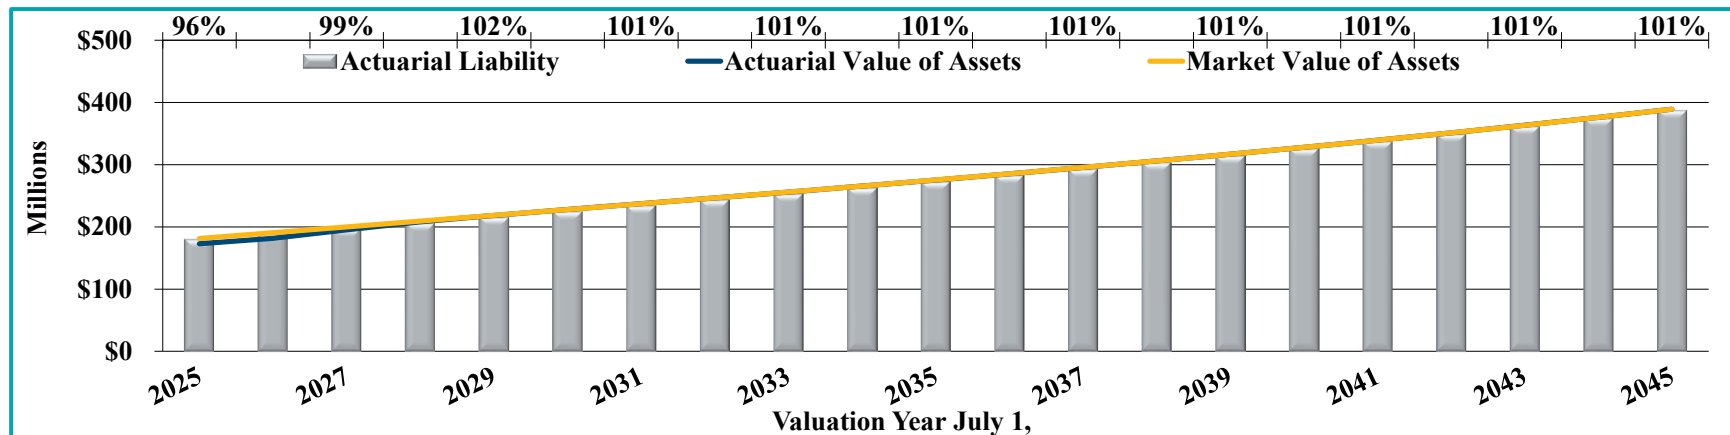 96% 99% 102% 101% 101% 101% 101% 101% 101% 101% 101%
$500
Actuarial Liability Actuarial Value of Assets Market Value of Assets
$400
$300
$200
$100
$0
Millions
2025 2027 2029 2031 2033 2035 2037 2039 2041 2043 2045
Valuation Year July 1,